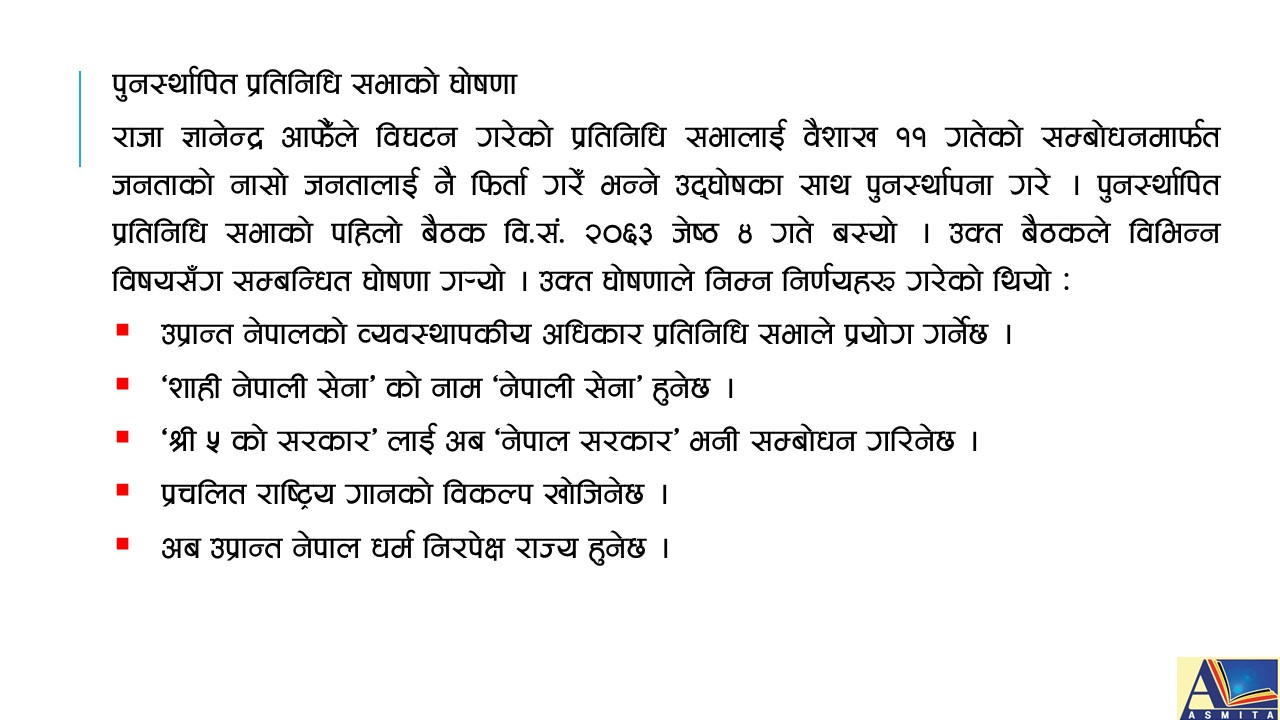 पुनर्स्थापित प्रतिनिधि सभाको घोषणा
राजा ज्ञानेन्द्र आफैँले विघटन गरेको प्रतिनिधि सभालाई वैशाख ११ गतेको सम्बोधनमार्फत
जनताको नासो जनतालाई नै फिर्ता गरेँ भन्ने उद्घोषका साथ पुनर्स्थापना गरे । पुनर्स्थापित
प्रतिनिधि सभाको पहिलो बैठक वि.सं. २०६३ जेष्ठ ४ गते बस्यो । उक्त बैठकले विभिन्न
विषयसँग सम्बन्धित घोषणा गऱ्यो । उक्त घोषणाले निम्न निर्णयहरु गरेको थियो :
▪ उप्रान्त नेपालको व्यवस्थापकीय अधिकार प्रतिनिधि सभाले प्रयोग गर्नेछ ।
▪ ‘शाही नेपाली सेना’ को नाम ‘नेपाली सेना’ हुनेछ ।
▪ ‘श्री ५ को सरकार’ लाई अब ‘नेपाल सरकार’ भनी सम्बोधन गरिनेछ ।
▪ प्रचलित राष्ट्रिय गानको विकल्प खोजिनेछ ।
▪ अब उप्रान्त नेपाल धर्म निरपेक्ष राज्य हुनेछ ।
ASMITA